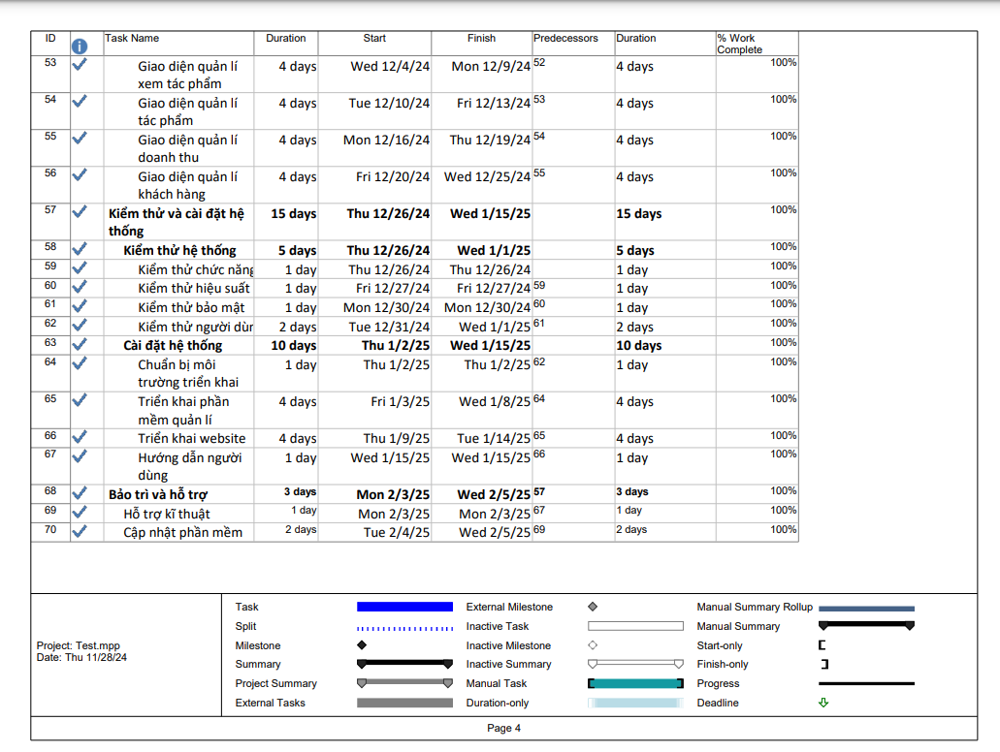 ID Task Name Duration Start Finish Predecessors Duration % Work
Complete
53 Giao diện quản lí 4 days Wed 12/4/24 Mon 12/9/24 52 4 days 100%
xem tác phẩm
54 Giao diện quản lí 4 days Tue 12/10/24 Fri 12/13/24 53 4 days 100%
tác phẩm
55 Giao diện quản lí 4 days Mon 12/16/24 Thu 12/19/24 54 4 days 100%
doanh thu
56 Giao diện quản lí 4 days Fri 12/20/24 Wed 12/25/24 55 4 days 100%
khách hàng
57 Kiểm thử và cài đặt hệ 15 days Thu 12/26/24 Wed 1/15/25 15 days 100%
thống
58 Kiểm thử hệ thống 5 days Thu 12/26/24 Wed 1/1/25 5 days 100%
59 Kiểm thử chức năng 1 day Thu 12/26/24 Thu 12/26/24 1 day 100%
60 Kiểm thử hiệu suất 1 day Fri 12/27/24 Fri 12/27/24 59 1 day 100%
61 Kiểm thử bảo mật 1 day Mon 12/30/24 Mon 12/30/24 60 1 day 100%
62 Kiểm thử người dùn 2 days Tue 12/31/24 Wed 1/1/25 61 2 days 100%
63 Cài đặt hệ thống 10 days Thu 1/2/25 Wed 1/15/25 10 days 100%
64 Chuẩn bị môi 1 day Thu 1/2/25 Thu 1/2/25 62 1 day 100%
trường triển khai
65 Triển khai phần 4 days Fri 1/3/25 Wed 1/8/25 64 4 days 100%
mềm quản lí
66 Triển khai website 4 days Thu 1/9/25 Tue 1/14/25 65 4 days 100%
67 Hướng dẫn người 1 day Wed 1/15/25 Wed 1/15/25 66 1 day 100%
dùng
68 Bảo trì và hỗ trợ 3 days Mon 2/3/25 Wed 2/5/25 57 3 days 100%
69 Hỗ trợ kĩ thuật 1 day Mon 2/3/25 Mon 2/3/25 67 1 day 100%
70 Cập nhật phần mềm 2 days Tue 2/4/25 Wed 2/5/25 69 2 days 100%
Project: Test.mpp
Date: Thu 11/28/24
Task External Milestone Manual Summary Rollup
Split Inactive Task Manual Summary
Milestone Inactive Milestone Start-only
Summary Inactive Summary Finish-only
Project Summary Manual Task Progress
External Tasks Duration-only Deadline
Page 4